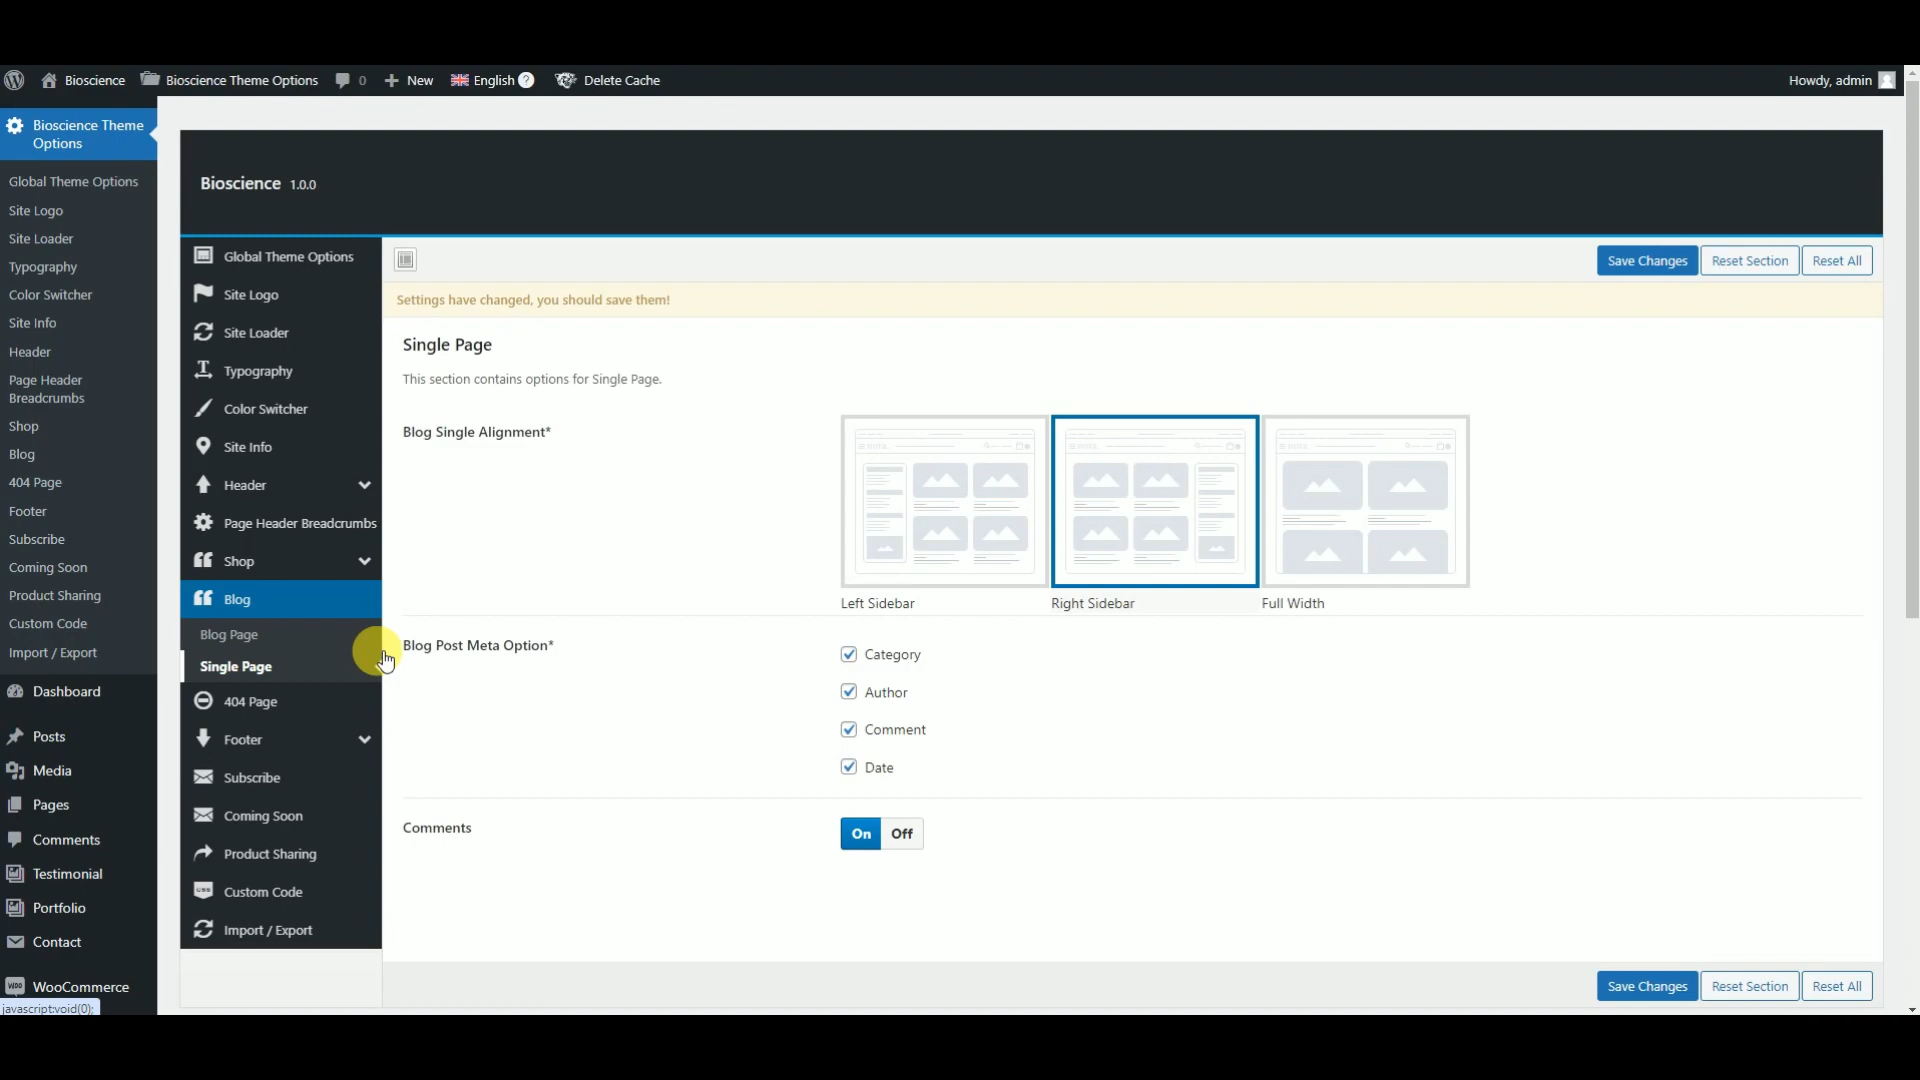 Bioscience
Bioscience Theme Options
0
New
English
?
Delete Cache
Howdy, admin
Bioscience Theme
Options
Global Theme Options
Site Logo
Site Loader
Typography
Color Switcher
Site Info
Header
Page Header
Breadcrumbs
Shop
Blog
404 Page
Footer
Subscribe
Coming Soon
Product Sharing
Custom Code
Import / Export
Dashboard
Posts
Media
Pages
Comments
Testimonial
Portfolio
Contact
WooCommerce
javascript:void(0);
Bioscience 1.0.0
Global Theme Options
Site Logo
Site Loader
Typography
Color Switcher
Site Info
Header
Page Header Breadcrumbs
Shop
Blog
Blog Page
Single Page
404 Page
Footer
Subscribe
Coming Soon
Product Sharing
Custom Code
Import / Export
Save Changes
Reset Section
Reset All
Settings have changed, you should save them!
Single Page
This section contains options for Single Page.
Blog Single Alignment*
Left Sidebar
Right Sidebar
Full Width
Blog Post Meta Option*
Category
Author
Comment
Date
Comments
On
Off
Save Changes
Reset Section
Reset All